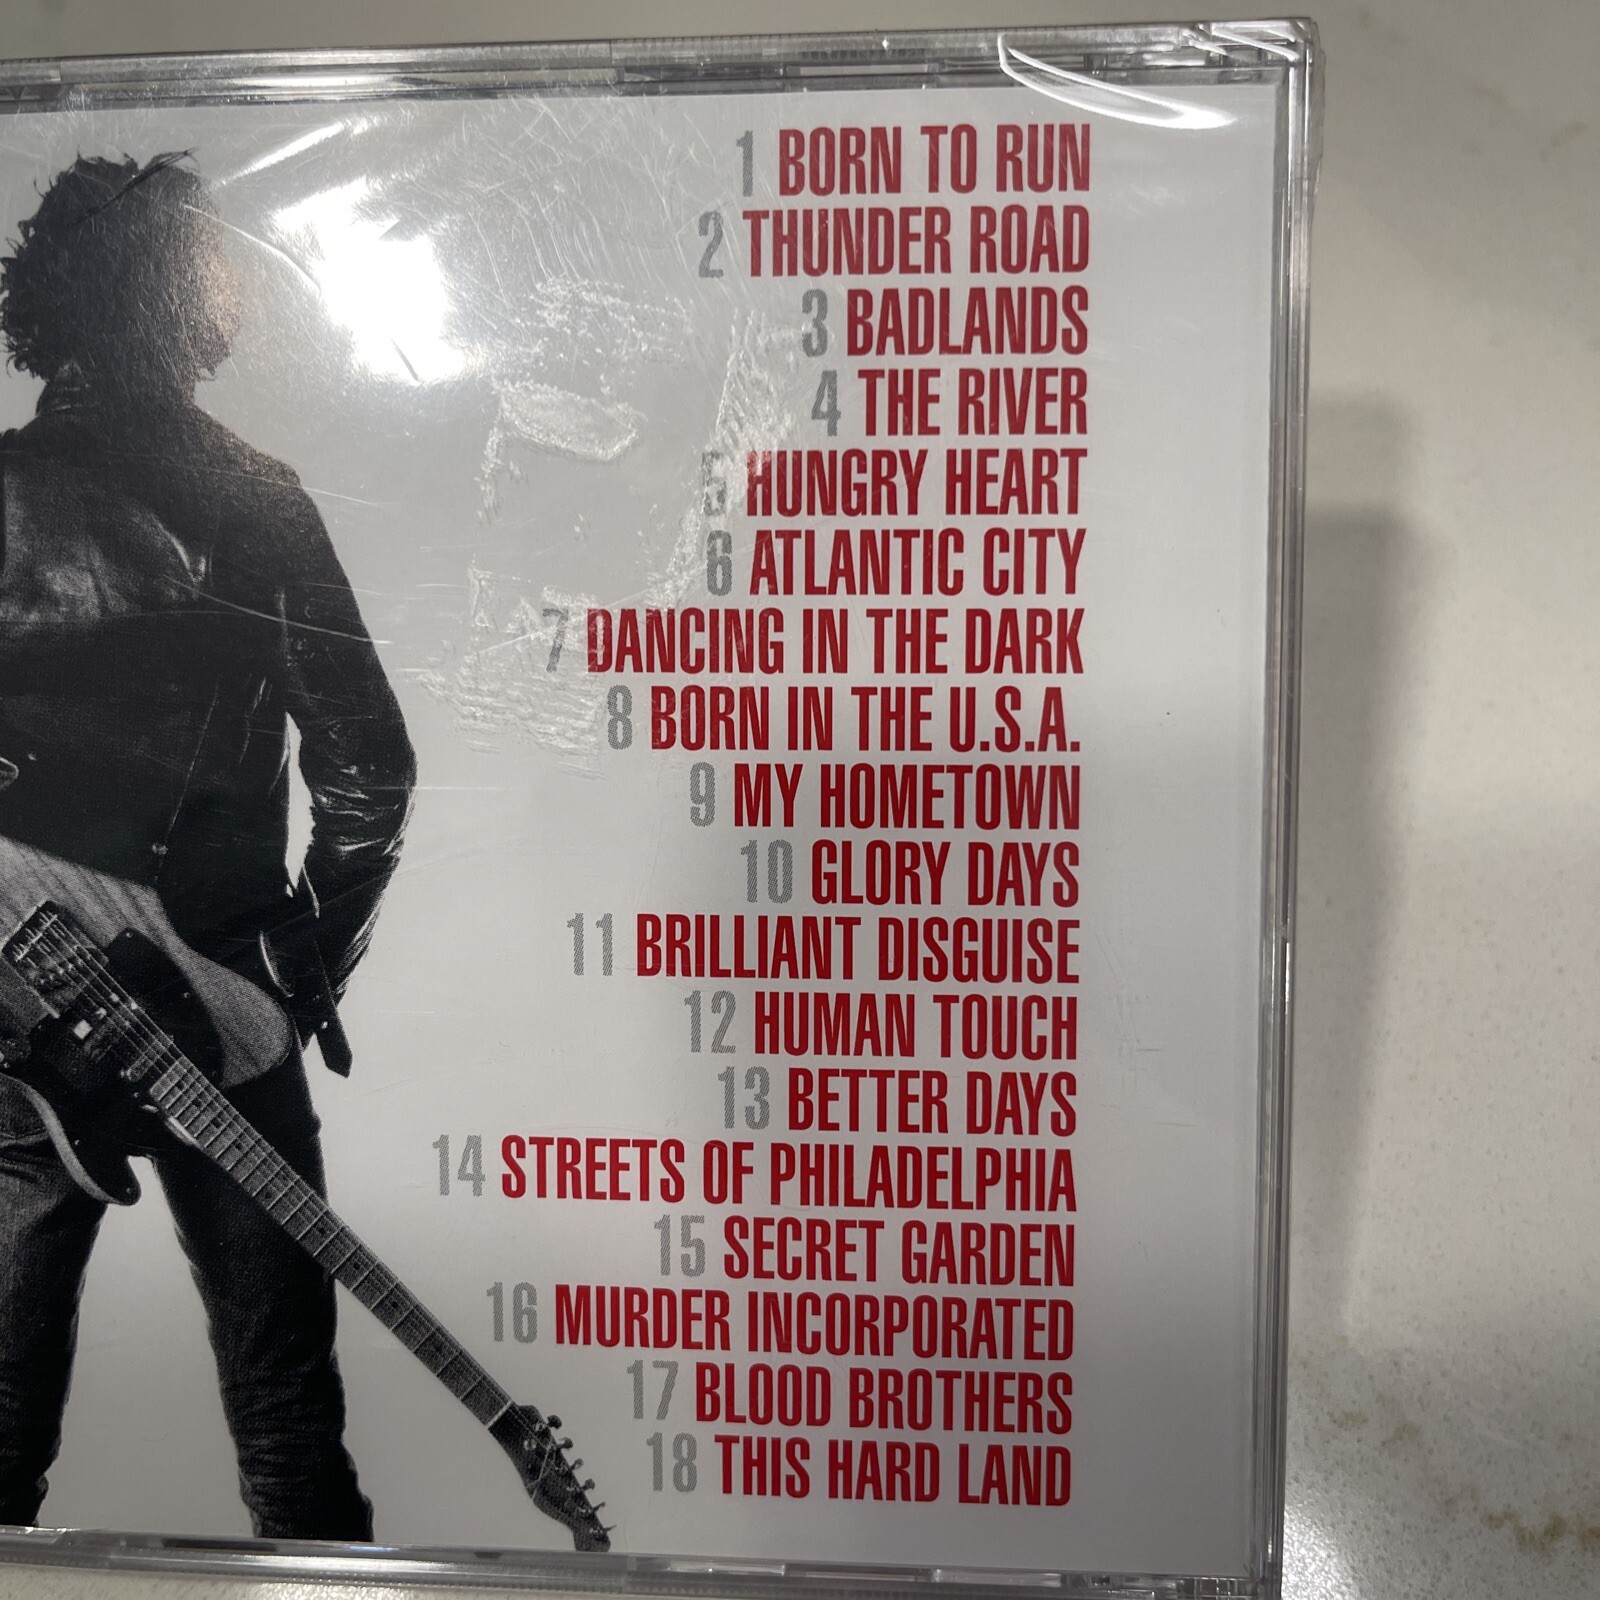 1 BORN TO RUN
2 THUNDER ROAD
3 BADLANDS
4 THE RIVER
5 HUNGRY HEART
6 ATLANTIC CITY
7 DANCING IN THE DARK
8 BORN IN THE U.S.A.
9 MY HOMETOWN
10 GLORY DAYS
11 BRILLIANT DISGUISE
12 HUMAN TOUCH
13 BETTER DAYS
14 STREETS OF PHILADELPHIA
15 SECRET GARDEN
16 MURDER INCORPORATED
17 BLOOD BROTHERS
18 THIS HARD LAND